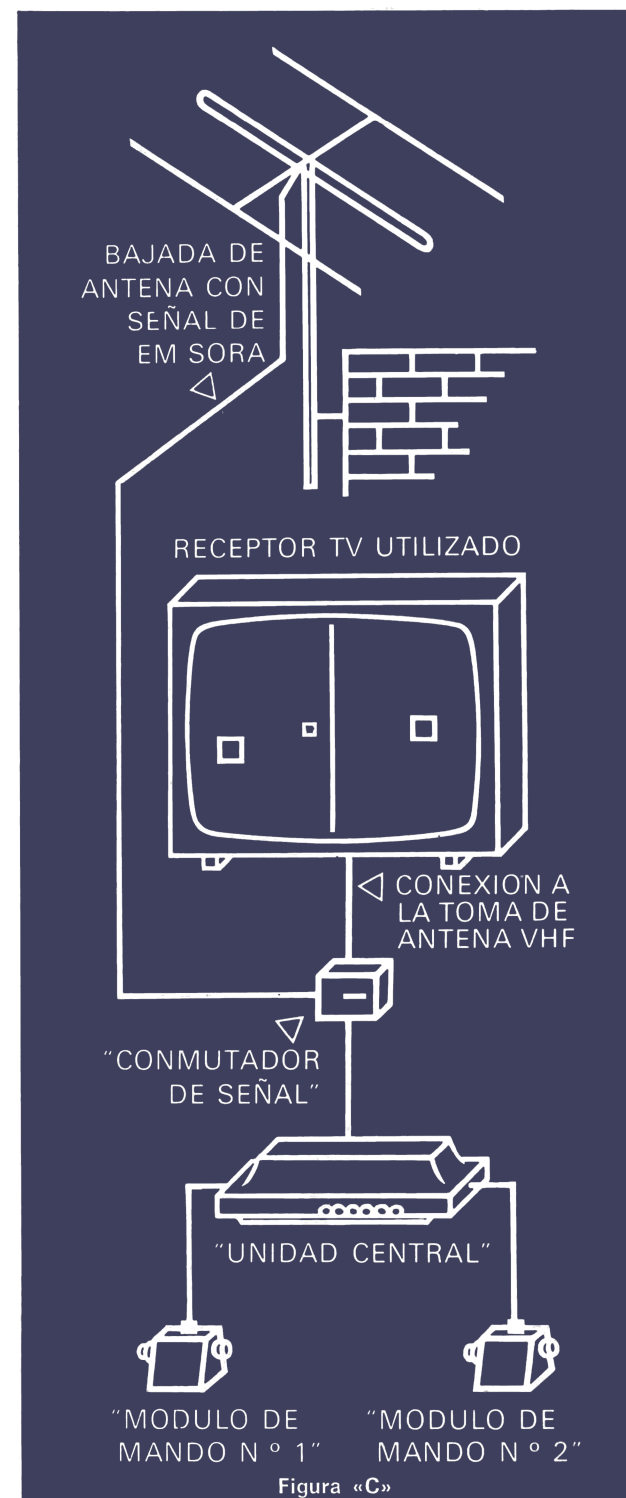 BAJADA DE
ANTENA CON
SEÑAL DE
EM SORA
RECEPTOR TV UTILIZADO
CONEXION A
LA TOMA DE
ANTENA VHF
"CONMUTADOR
DE SEÑAL"
"UNIDAD CENTRAL"
"MODULO DE
MANDO N º 1"
"MODULO DE
MANDO N º 2"
Figura «C»